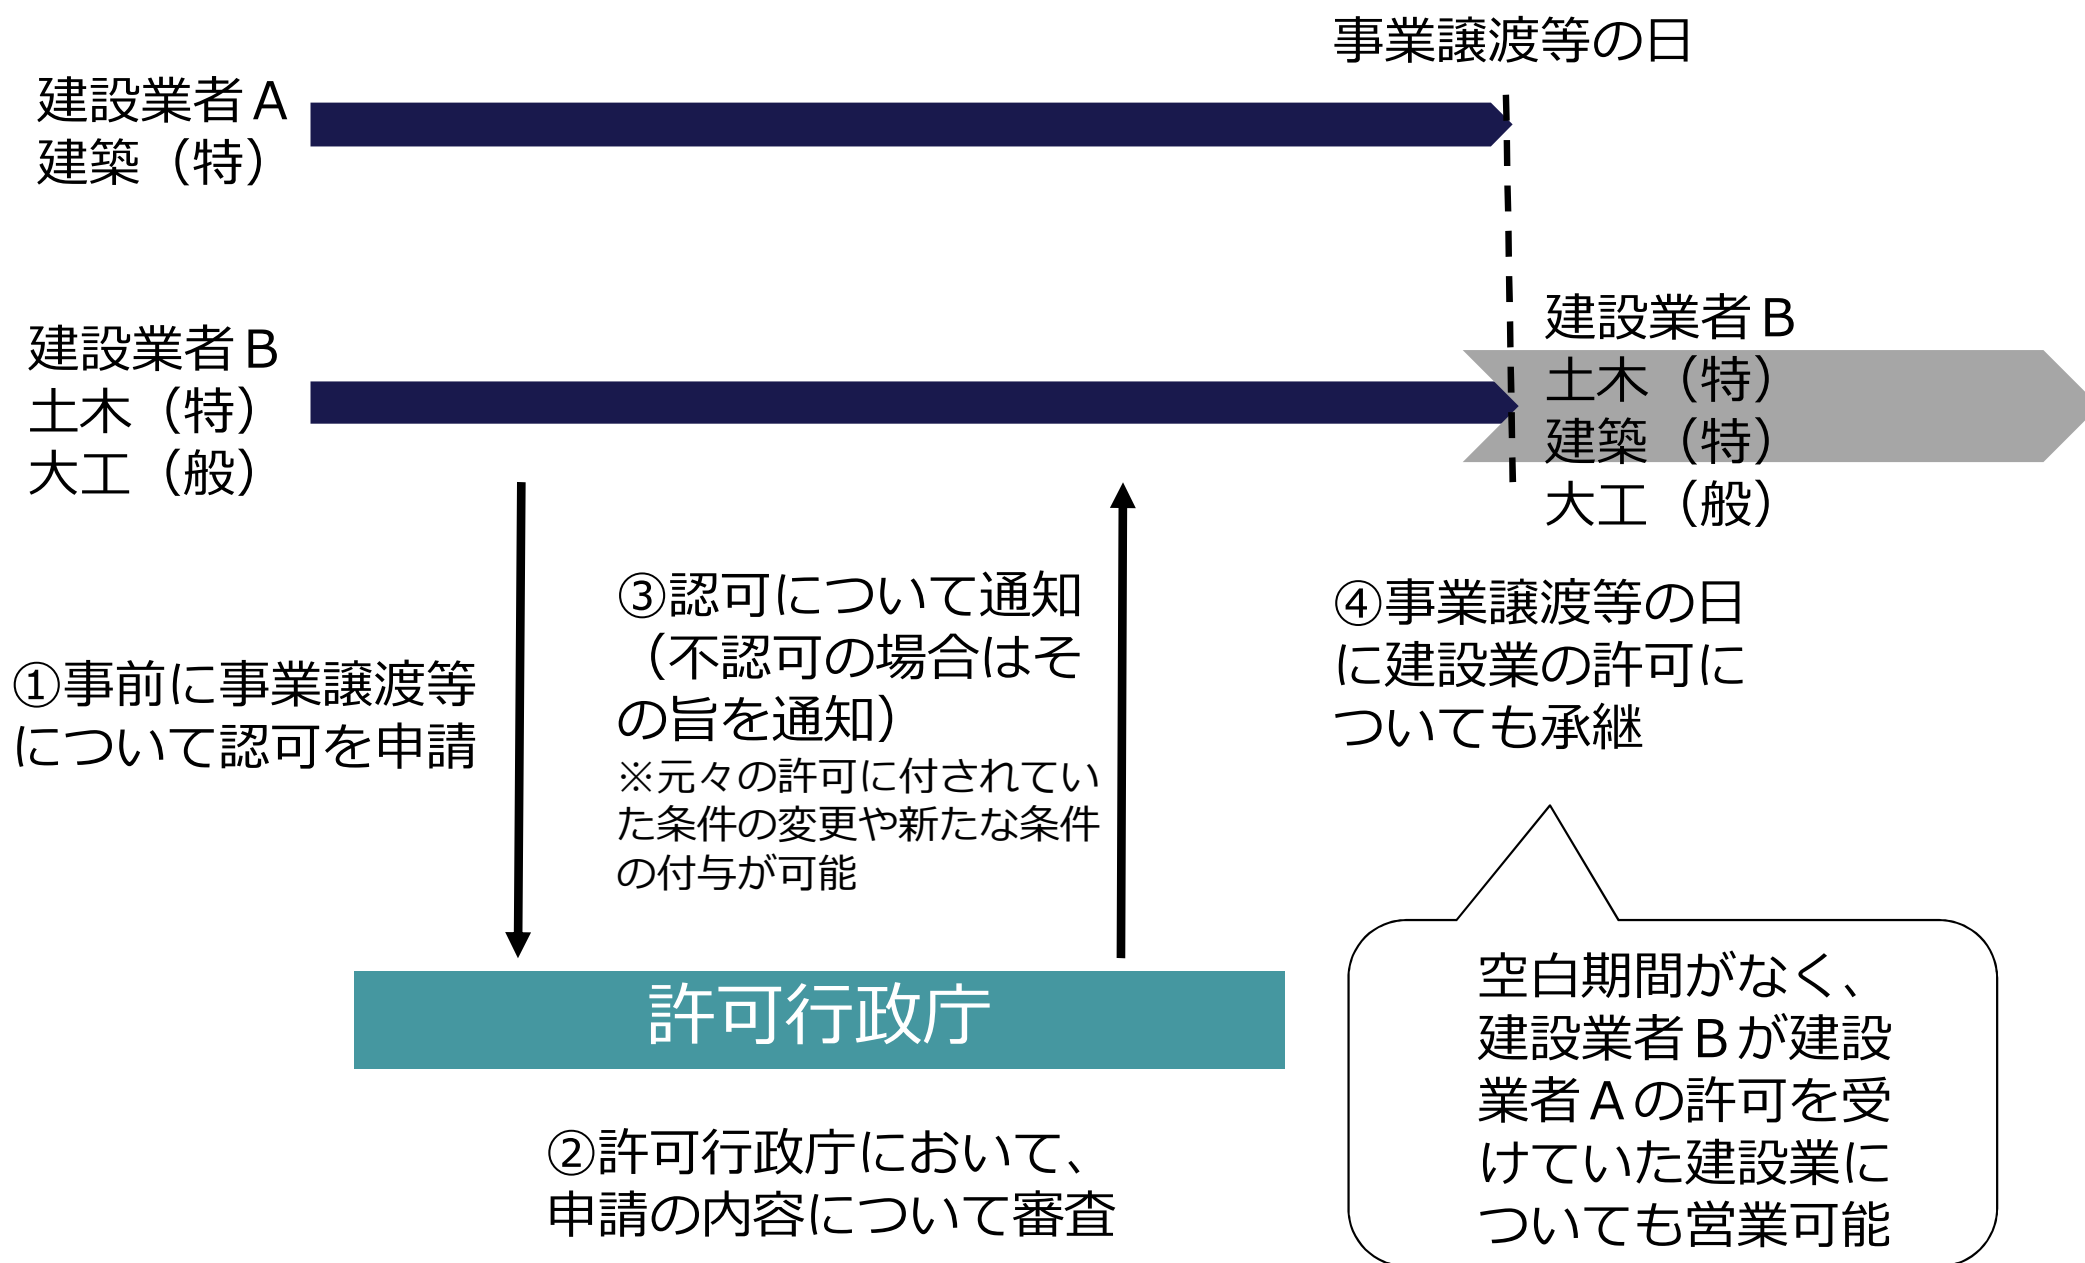 事業譲渡等の日
建設業者Ａ
建築（特）
建設業者Ｂ
土木（特）
大工（般）
建設業者Ｂ
土木（特）
建築（特）
大工（般）
①事前に事業譲渡等
について認可を申請
③認可について通知
（不認可の場合はそ
の旨を通知）
※元々の許可に付されてい
た条件の変更や新たな条件
の付与が可能
④事業譲渡等の日
に建設業の許可に
ついても承継
許可行政庁
②許可行政庁において、
申請の内容について審査
空白期間がなく、
建設業者Ｂが建設
業者Ａの許可を受
けていた建設業に
ついても営業可能